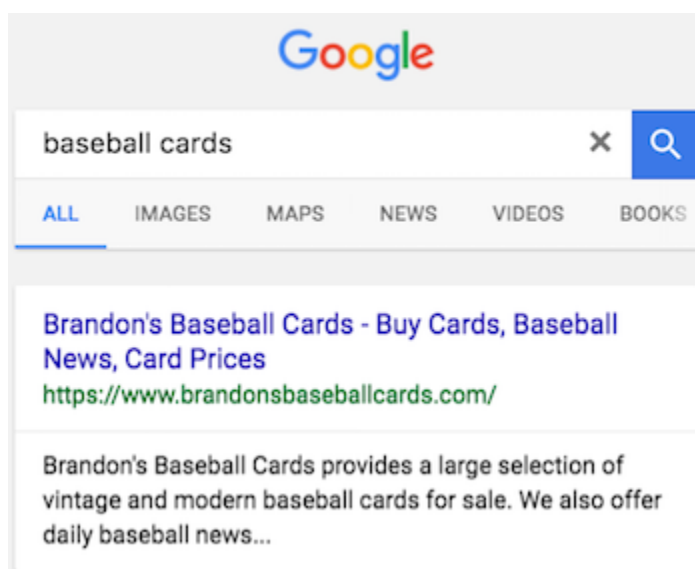 Google
baseball cards
ALL IMAGES MAPS NEWS VIDEOS BOOKS
Brandon's Baseball Cards - Buy Cards, Baseball
News, Card Prices
https://www.brandonsbaseballcards.com/
Brandon's Baseball Cards provides a large selection of
vintage and modern baseball cards for sale. We also offer
daily baseball news...